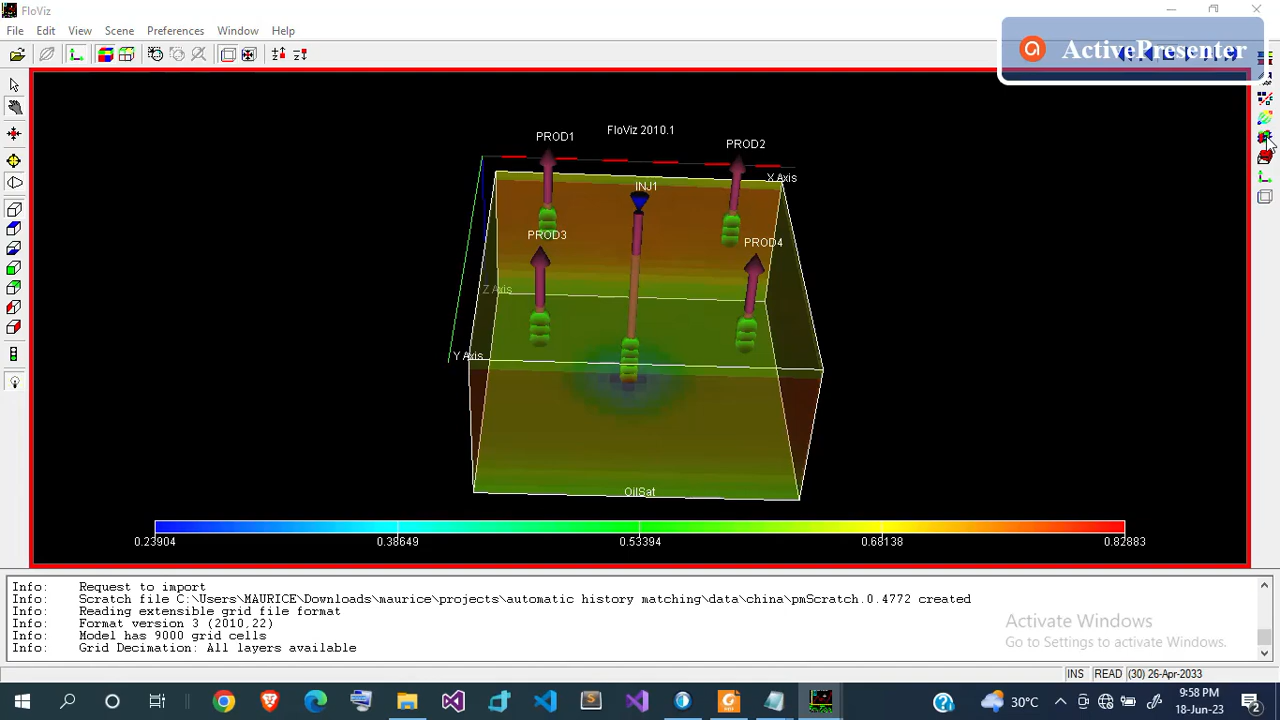 FloViz
File Edit View Scene Preferences Window Help
ActivePresenter
FloViz 2010.1
PROD1
PROD2
X Axis
INJ1
PROD3
PROD4
Z Axis
Y Axis
OilSat
0.23904 0.38649 0.53394 0.68138 0.82883
Info: Request to import
Info: Scratch file C:\Users\MAURICE\Downloads\maurice\projects\automatic history matching\data\china\pmScratch.0.4772 created
Info: Reading extensible grid file format
Info: Format version 3 (2010,22)
Info: Model has 9000 grid cells
Info: Grid Decimation: All layers available
Activate Windows
Go to Settings to activate Windows.
INS READ (30) 26-Apr-2033
30°C
9:58 PM
18-Jun-23
2